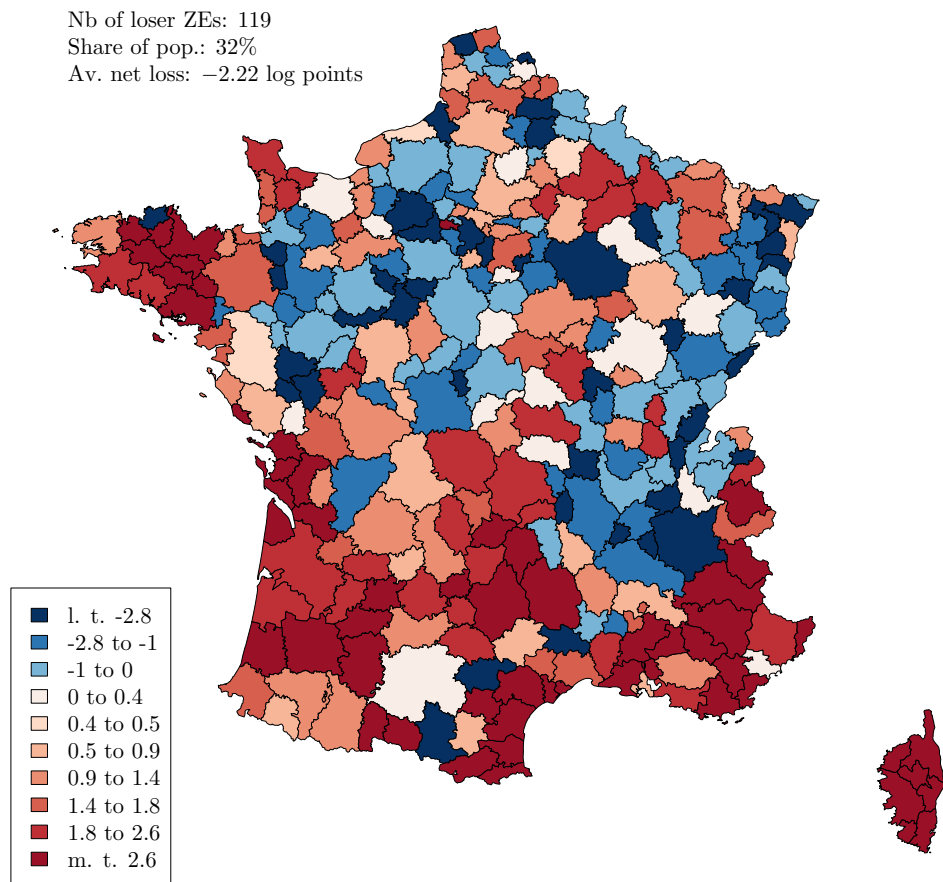 Nb of loser ZEs: 119
Share of pop.: 32%
Av. net loss: −2.22 log points
l. t. -2.8
-2.8 to -1
-1 to 0
0 to 0.4
0.4 to 0.5
0.5 to 0.9
0.9 to 1.4
1.4 to 1.8
1.8 to 2.6
m. t. 2.6